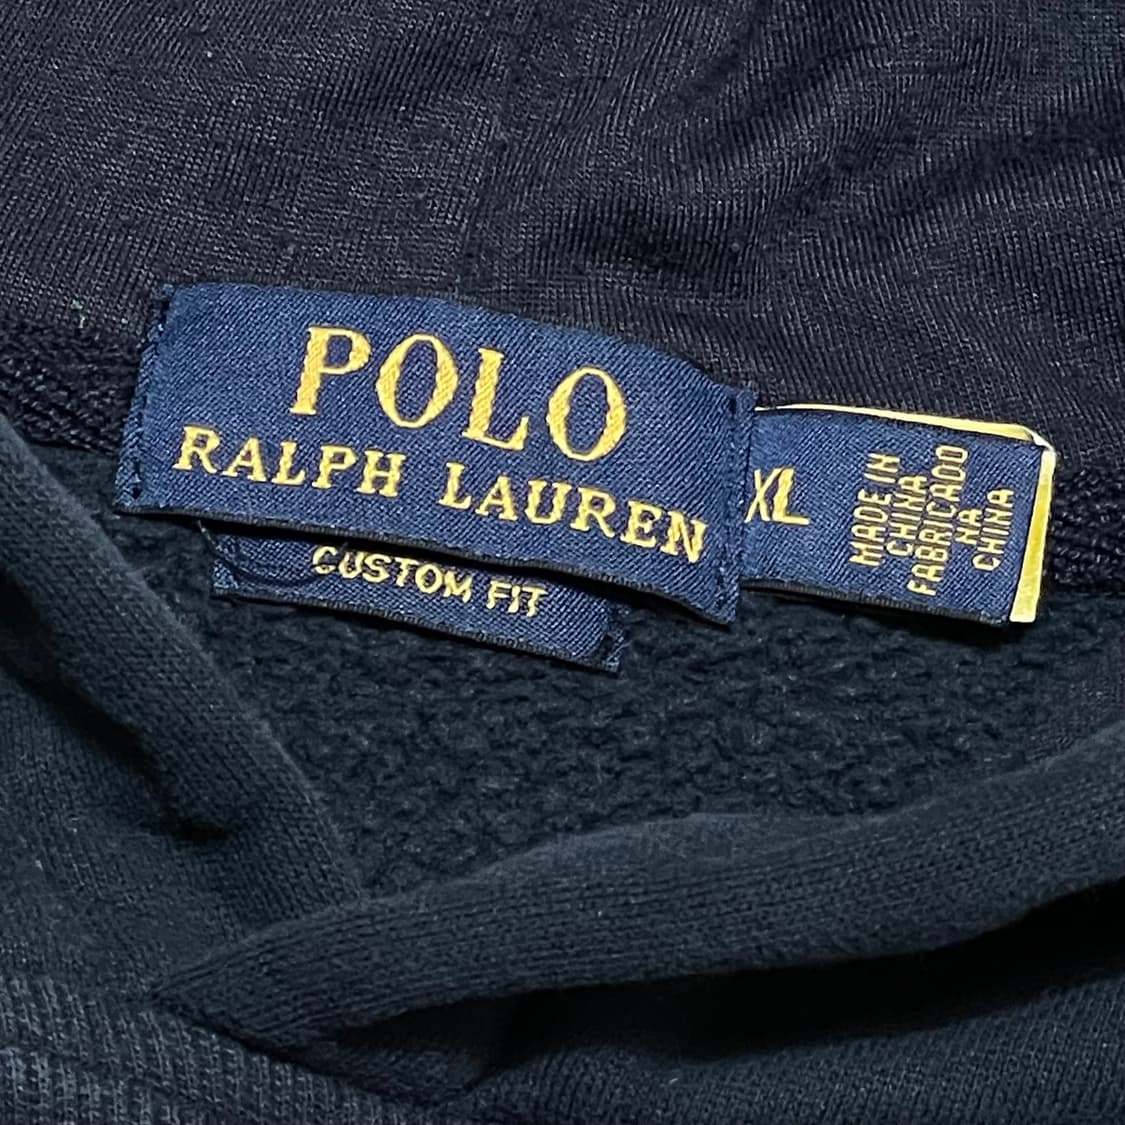 POLO
RALPH LAUREN
CUSTOM FIT
XL
MADE IN
CHINA
FABRICADO
NA
CHINA